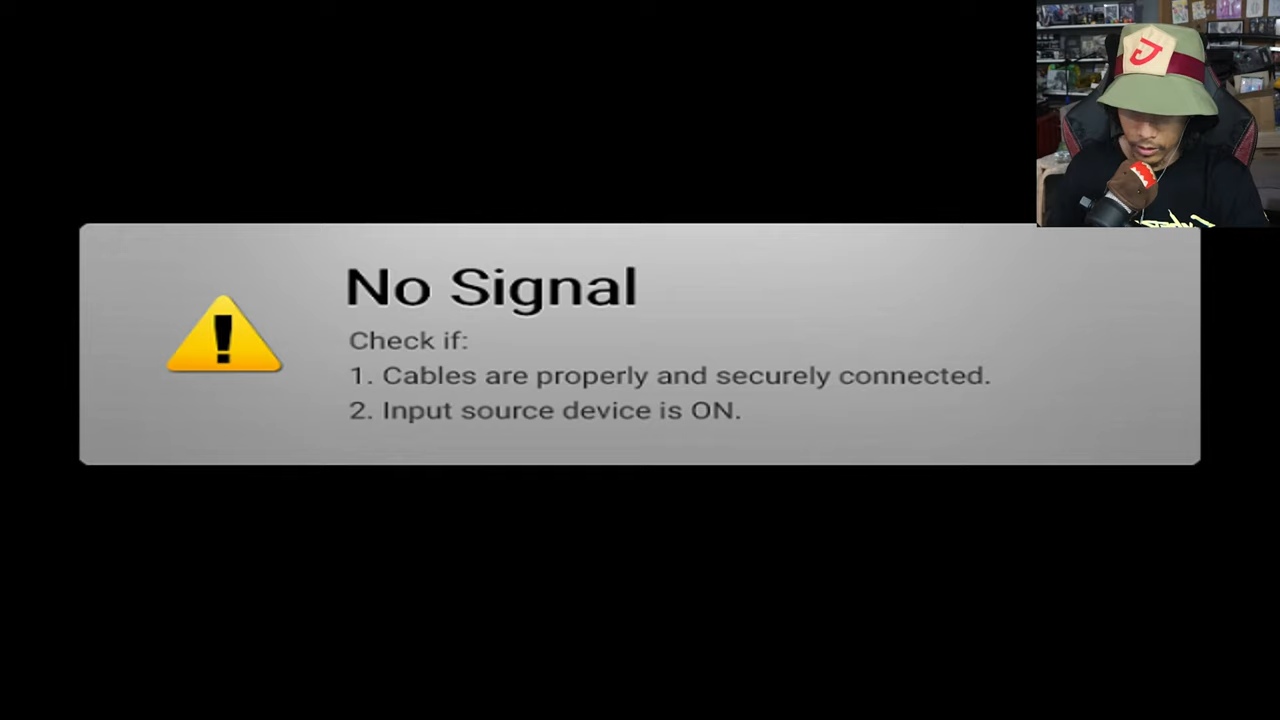 J
No Signal
Check if:
1. Cables are properly and securely connected.
2. Input source device is ON.